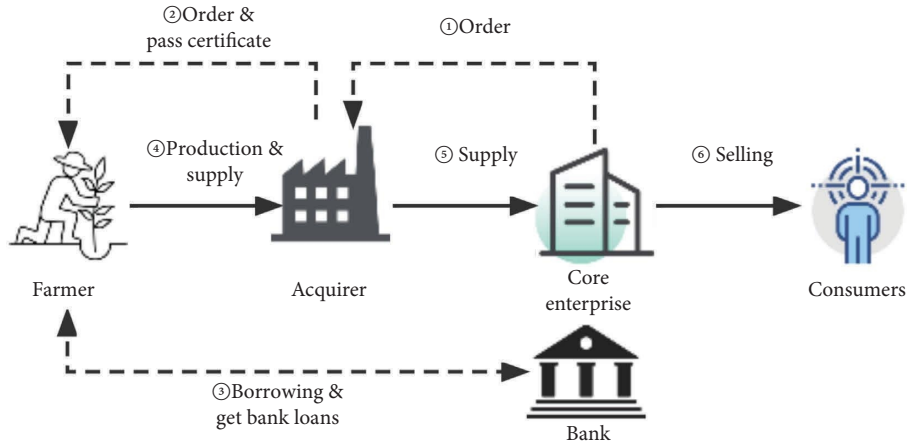 ②Order &
pass certificate
①Order
④Production &
supply
⑤ Supply
⑥ Selling
Farmer
Acquirer
Core
enterprise
Consumers
③Borrowing &
get bank loans
Bank